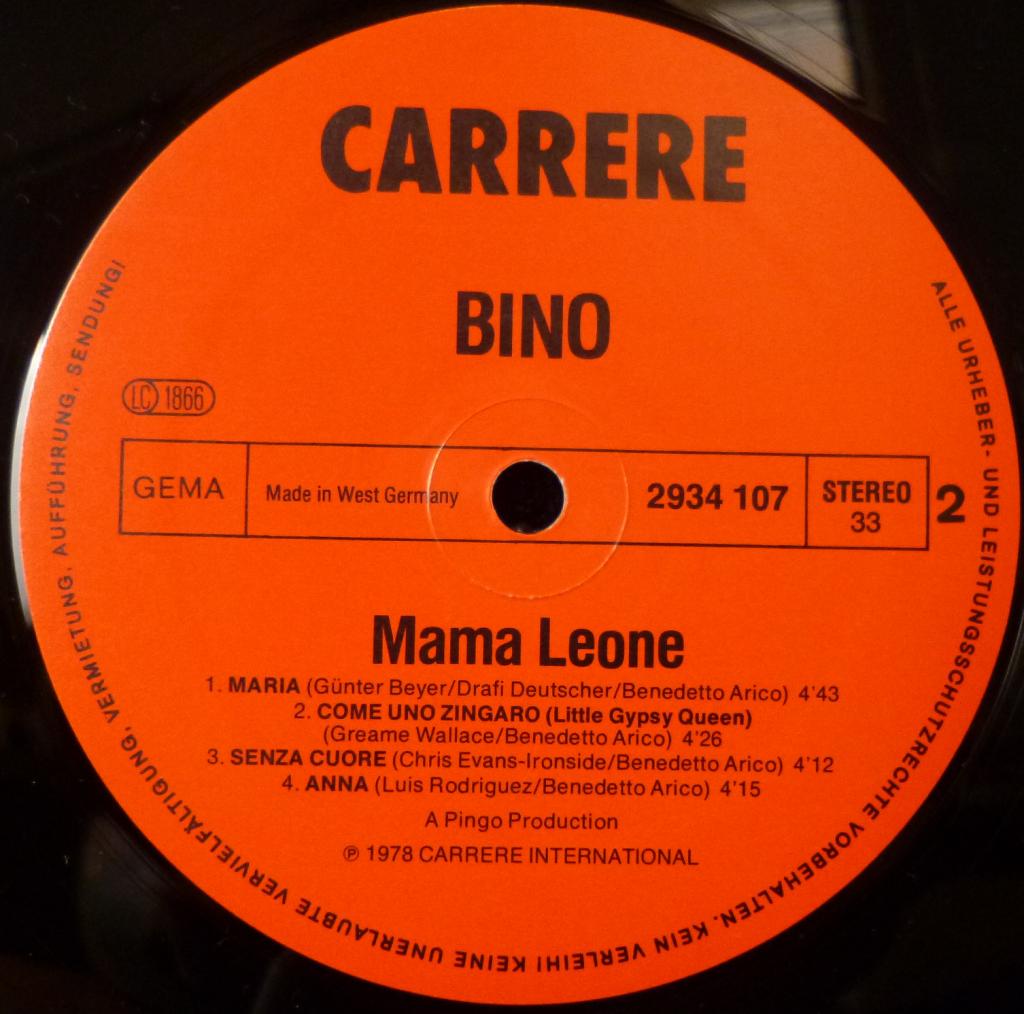 CARRERE
BINO
LC 1866
GEMA
Made in West Germany
2934 107
STEREO
33
2
Mama Leone
1. MARIA (Günter Beyer/Drafi Deutscher/Benedetto Arico) 4'43
2. COME UNO ZINGARO (Little Gypsy Queen)
(Greame Wallace/Benedetto Arico) 4'26
3. SENZA CUORE (Chris Evans-Ironside/Benedetto Arico) 4'12
4. ANNA (Luis Rodriguez/Benedetto Arico) 4'15
A Pingo Production
℗ 1978 CARRERE INTERNATIONAL
ALLE URHEBER- UND LEISTUNGSSCHUTZRECHTE VORBEHALTEN. KEIN VERLEIH! KEINE UNERLAUBTE VERVIELFÄLTIGUNG, VERMIETUNG, AUFFÜHRUNG, SENDUNG!